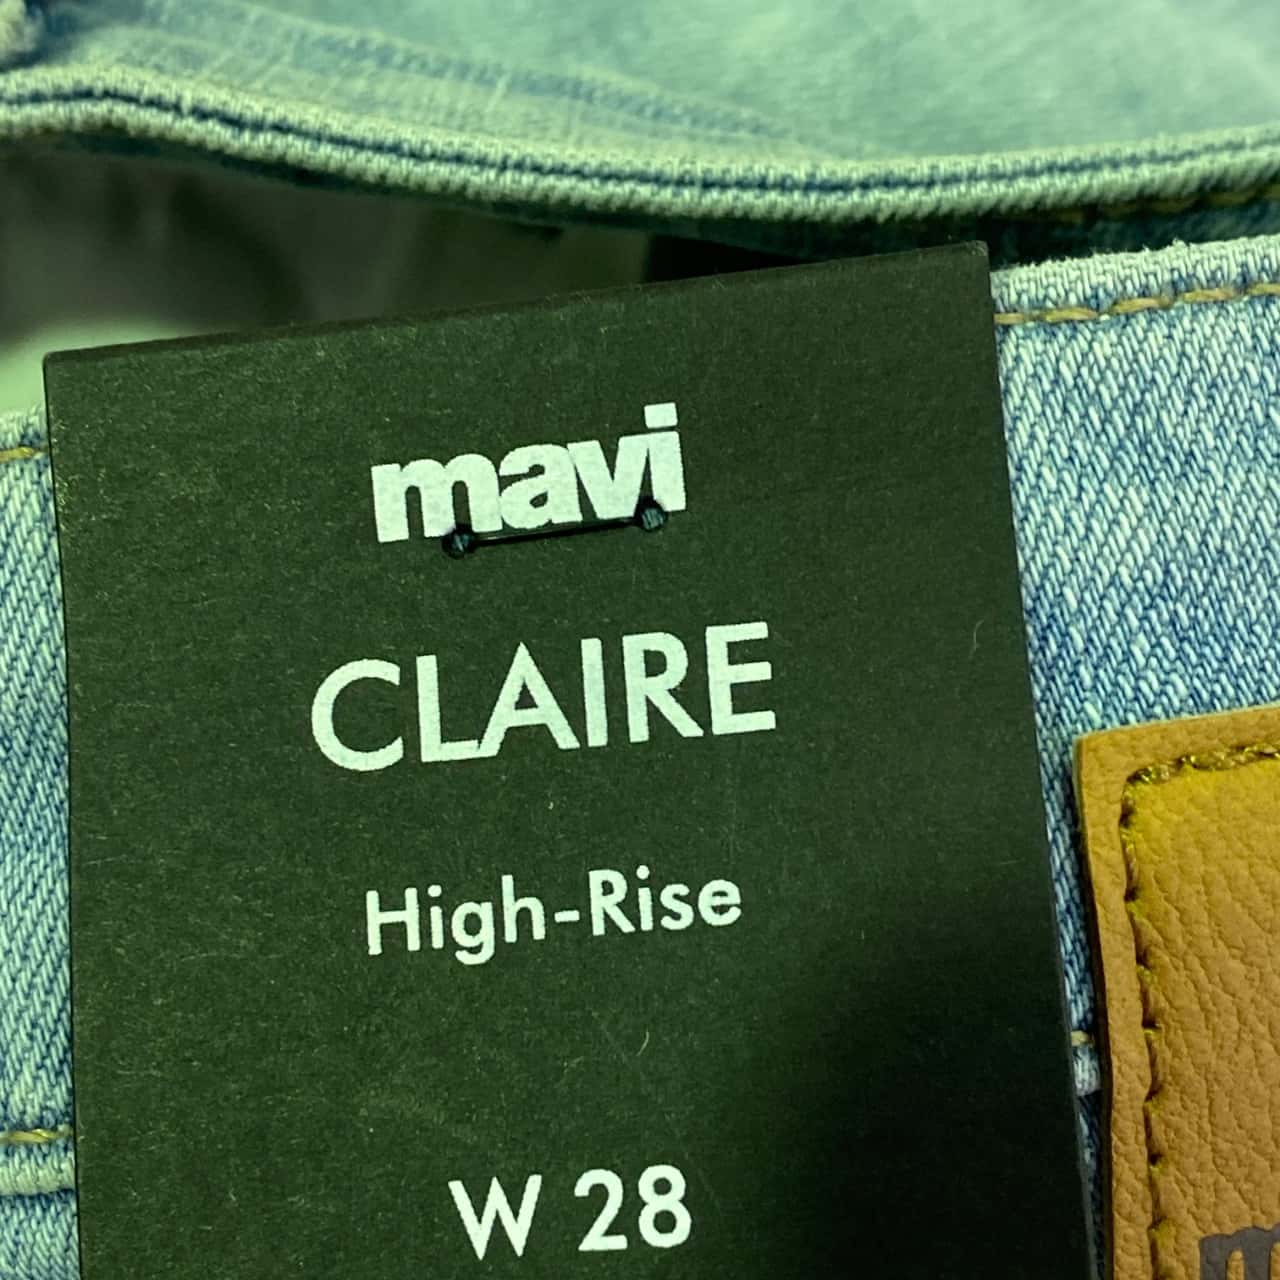 mavi
CLAIRE
High-Rise
W 28